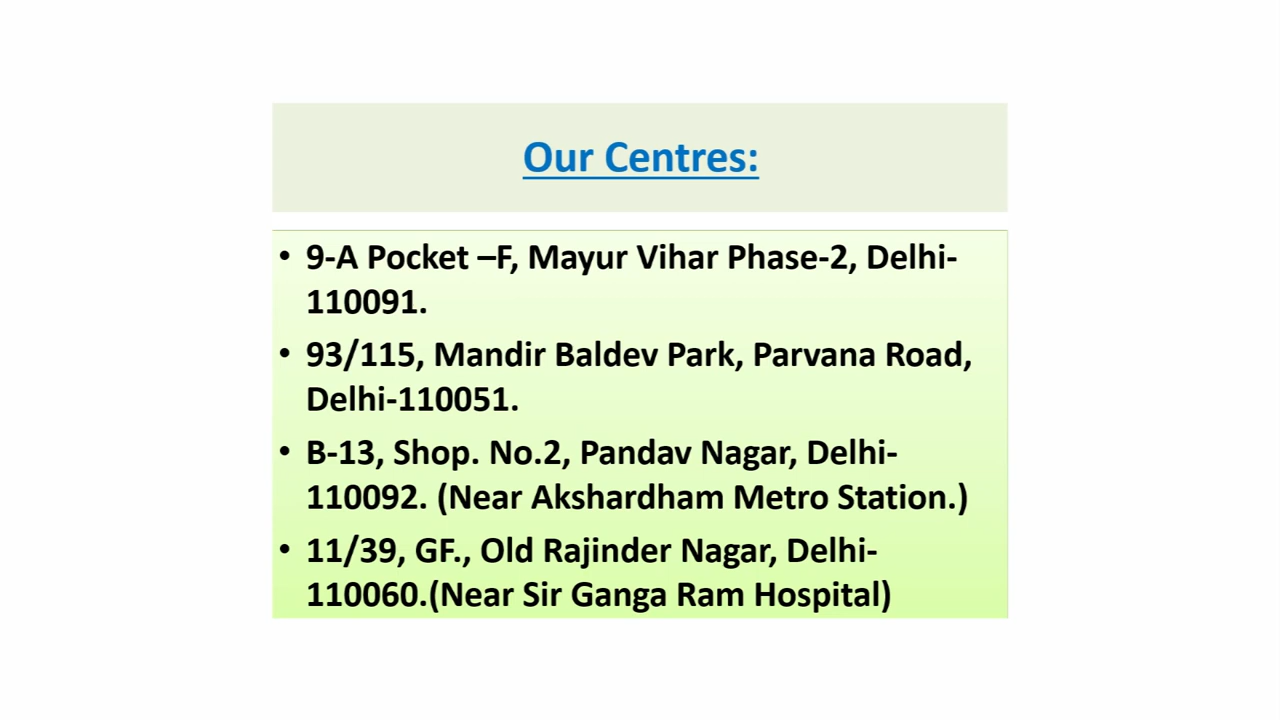 Our Centres:
• 9-A Pocket –F, Mayur Vihar Phase-2, Delhi-
110091.
• 93/115, Mandir Baldev Park, Parvana Road,
Delhi-110051.
• B-13, Shop. No.2, Pandav Nagar, Delhi-
110092. (Near Akshardham Metro Station.)
• 11/39, GF., Old Rajinder Nagar, Delhi-
110060.(Near Sir Ganga Ram Hospital)